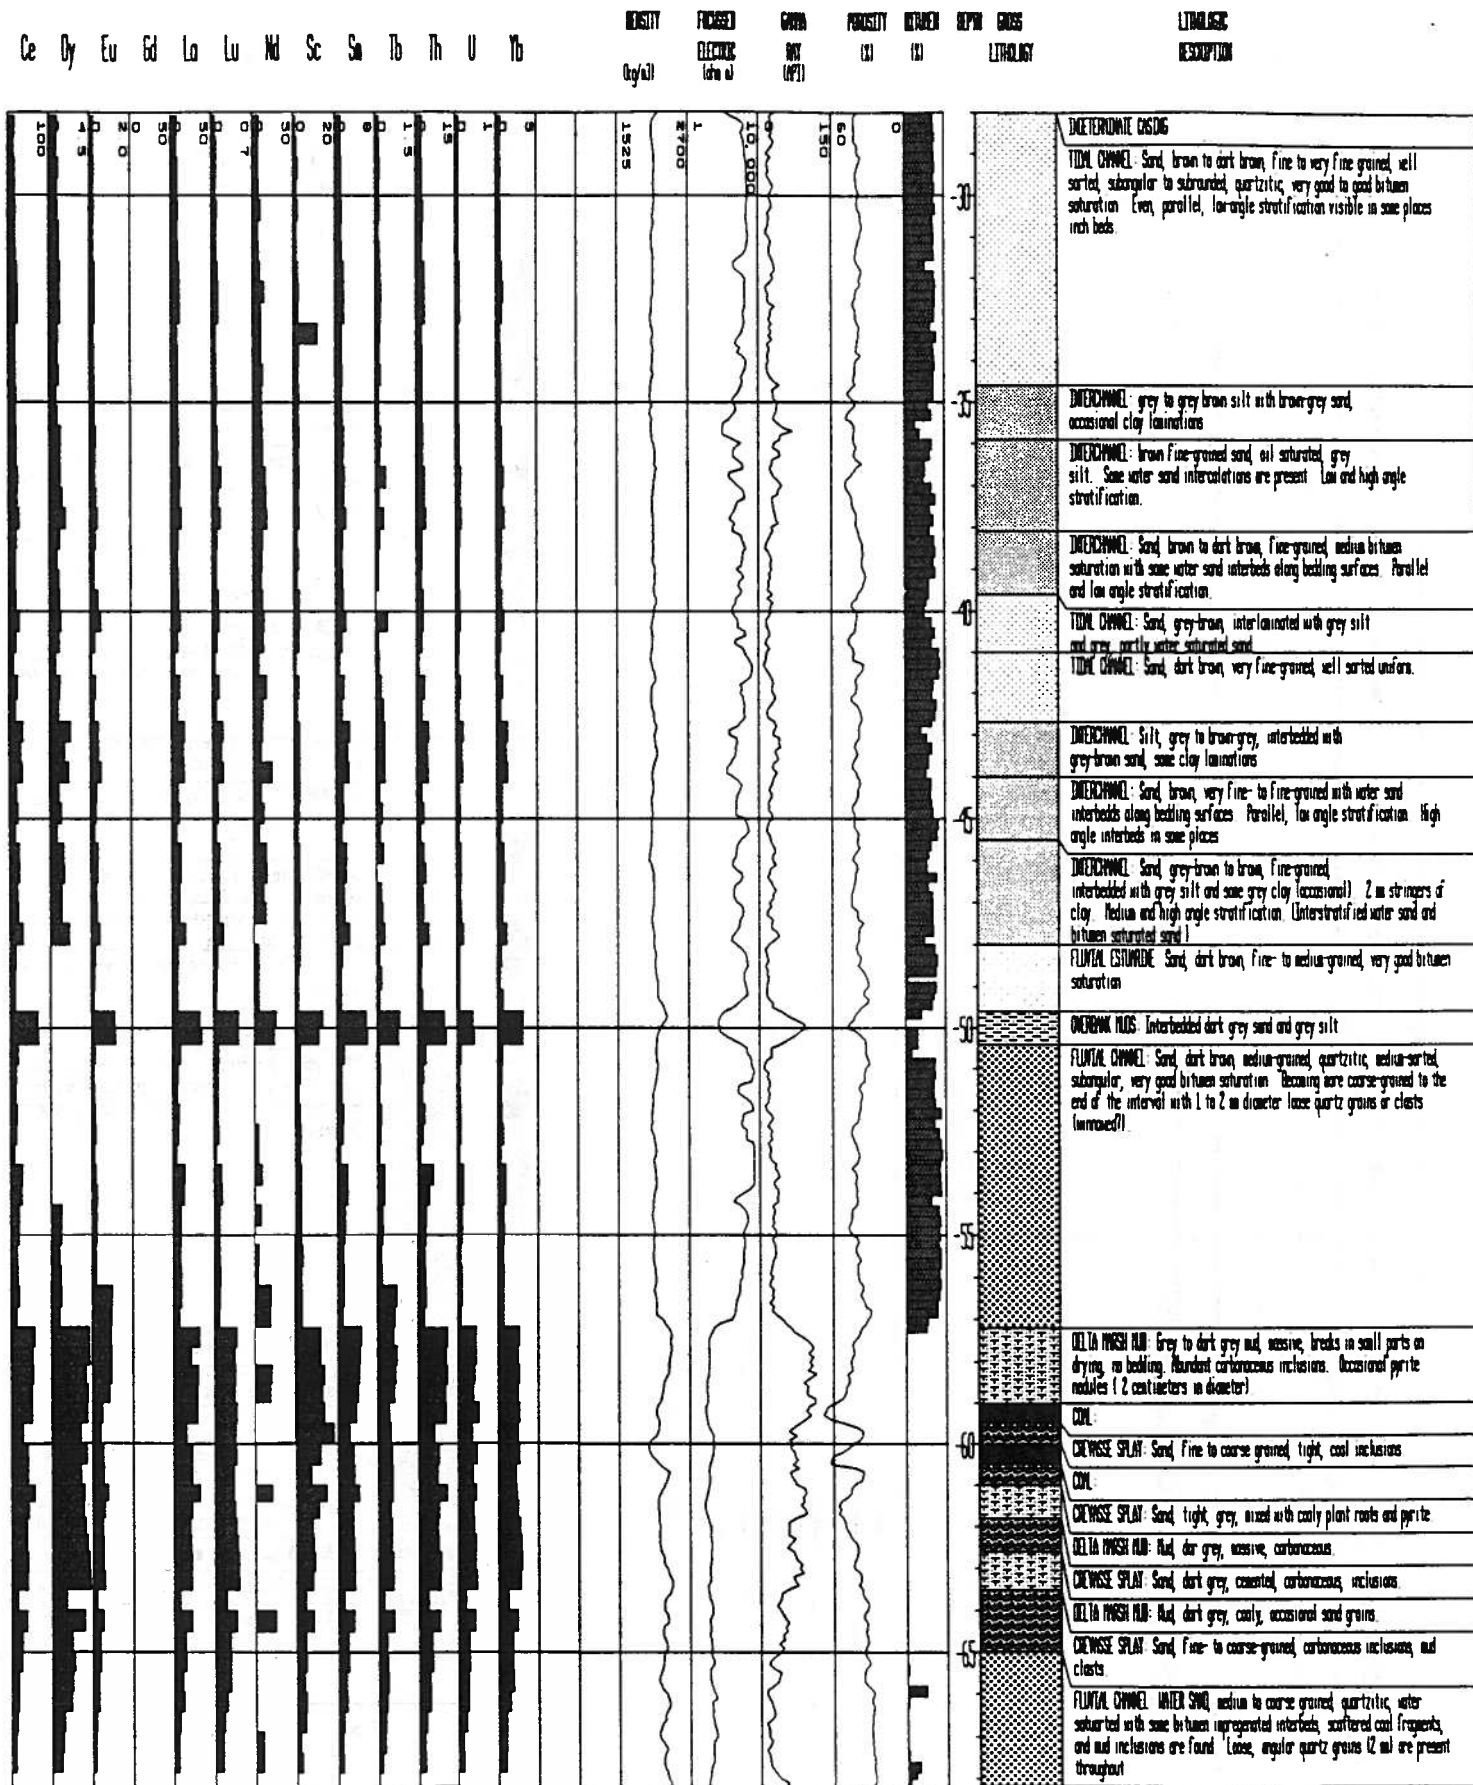 DENSITY FOCUSSED GAMMA POROSITY BITUMEN DEPTH GROSS LITHOLOGIC
Ce Dy Eu Gd La Lu Nd Sc Sm Tb Th U Yb ELECTRIC RAY (%) (%) LITHOLOGY DESCRIPTION
(kg/m3) (ohm m) (API)
100 0 0 2 0 50 50 0 50 20 15 1 1525 2700 1 10,000 0 150 60 0
INDETERMINATE CASING
TIDAL CHANNEL: Sand, brown to dark brown, fine to very fine grained, well
sorted, subangular to subrounded, quartzitic, very good to good bitumen
saturation Even, parallel, low-angle stratification visible in some places
inch beds.
-30
-35
INTERCHANNEL: grey to grey brown silt with brown-grey sand,
occasional clay laminations
INTERCHANNEL: brown fine-grained sand, oil saturated, grey
silt. Some water sand intercalations are present Low and high angle
stratification.
INTERCHANNEL: Sand, brown to dark brown, fine-grained, medium bitumen
saturation with some water sand interbeds along bedding surfaces. Parallel
and low angle stratification.
-40
TIDAL CHANNEL: Sand, grey-brown, interlaminated with grey silt
and grey, partly water saturated sand
TIDAL CHANNEL: Sand, dark brown, very fine-grained, well sorted uniform.
INTERCHANNEL: Silt, grey to brown-grey, interbedded with
grey-brown sand, some clay laminations
INTERCHANNEL: Sand, brown, very fine- to fine-grained with water sand
interbedds along bedding surfaces Parallel, low angle stratification High
angle interbeds in some places
-45
INTERCHANNEL: Sand, grey-brown to brown, fine-grained,
interbedded with grey silt and some grey clay (occasional) 2 mm stringers of
clay. Medium and high angle stratification. (Interstratified water sand and
bitumen saturated sand)
FLUVIAL ESTUARINE Sand, dark brown, fine- to medium-grained, very good bitumen
saturation
-50
OVERBANK MUDS: Interbedded dark grey sand and grey silt
FLUVIAL CHANNEL: Sand, dark brown, medium-grained, quartzitic, medium-sorted,
subangular, very good bitumen saturation Becoming more coarse-grained to the
end of the interval with 1 to 2 mm diameter loose quartz grains or clasts
(winnowed?)
-55
DELTA MARSH MUD: Grey to dark grey mud, massive, breaks in small parts on
drying, no bedding. Abundant carbonaceous inclusions. Occasional pyrite
nodules ( 2 centimeters in diameter)
COAL:
-60
CREVASSE SPLAY: Sand, fine to coarse grained, tight, coal inclusions
COAL:
CREVASSE SPLAY: Sand, tight, grey, mixed with coaly plant roots and pyrite
DELTA MARSH MUD: Mud, dar grey, massive, carbonaceous.
CREVASSE SPLAY: Sand, dark grey, cemented, carbonaceous, inclusions.
DELTA MARSH MUD: Mud, dark grey, coaly, occasional sand grains.
-65
CREVASSE SPLAY: Sand, fine- to coarse-grained, carbonaceous inclusions, mud
clasts
FLUVIAL CHANNEL WATER SAND, medium to coarse grained, quartzitic, water
saturated with some bitumen impregenated interbeds, scattered coal fragments,
and mud inclusions are found Loose, angular quartz grains (2 mm) are present
throughout